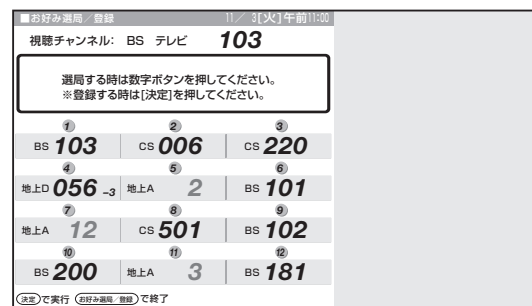 ■お好み選局／登録 11／ 3[火]午前11:00
視聴チャンネル: BS テレビ 103
選局する時は数字ボタンを押してください。
※登録する時は[決定]を押してください。
① ② ③
BS 103 CS 006 CS 220
④ ⑤ ⑥
地上D 056 -3 地上A 2 BS 101
⑦ ⑧ ⑨
地上A 12 CS 501 BS 102
⑩ ⑪ ⑫
BS 200 地上A 3 BS 181
決定で実行 お好み選局／登録で終了